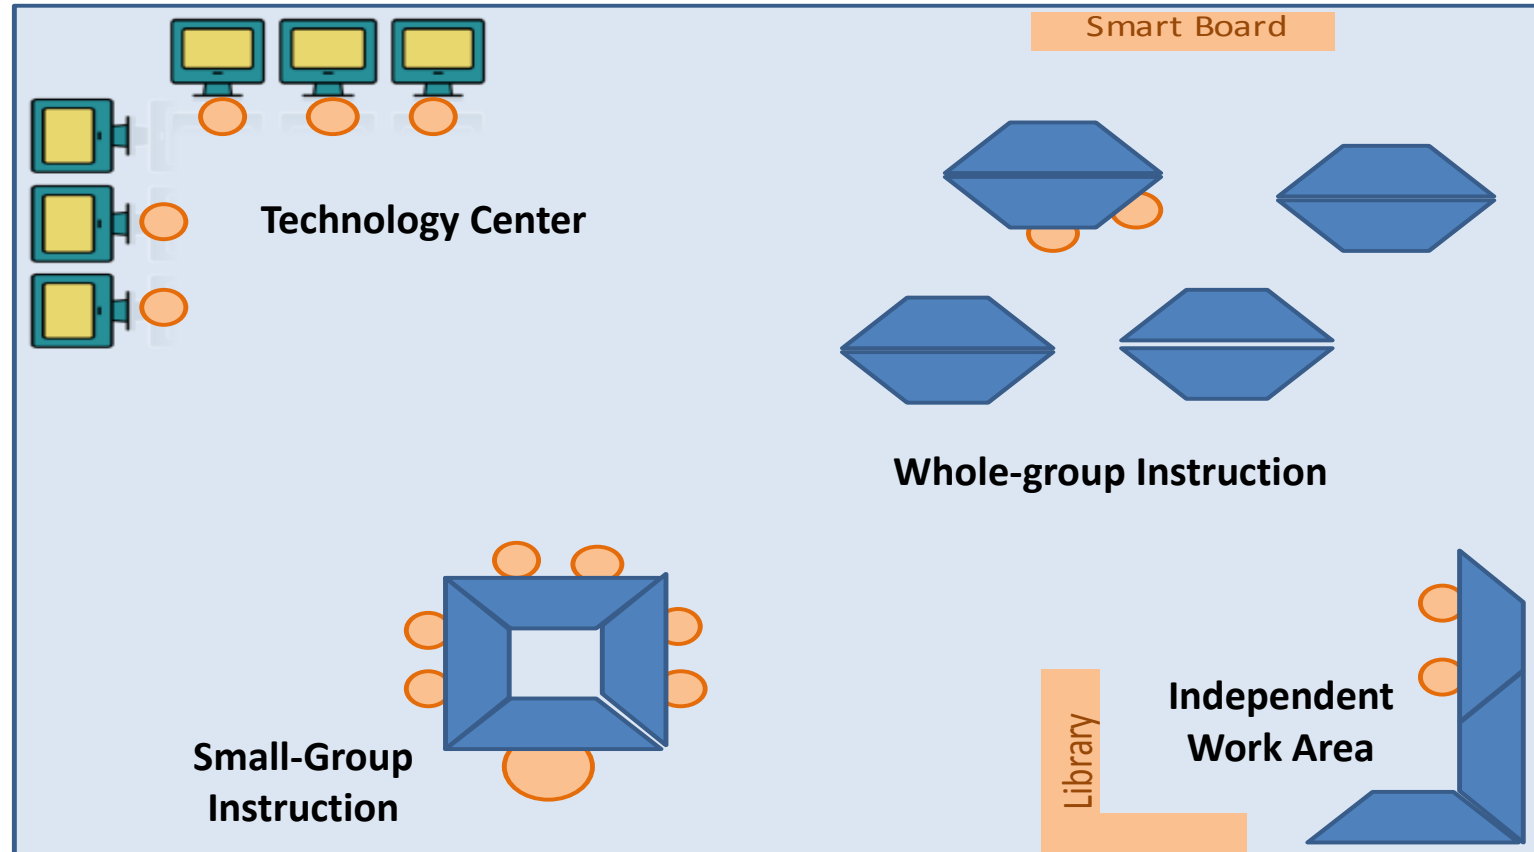 Smart Board
Technology Center
Whole-group Instruction
Small-Group
Instruction
Library
Independent
Work Area